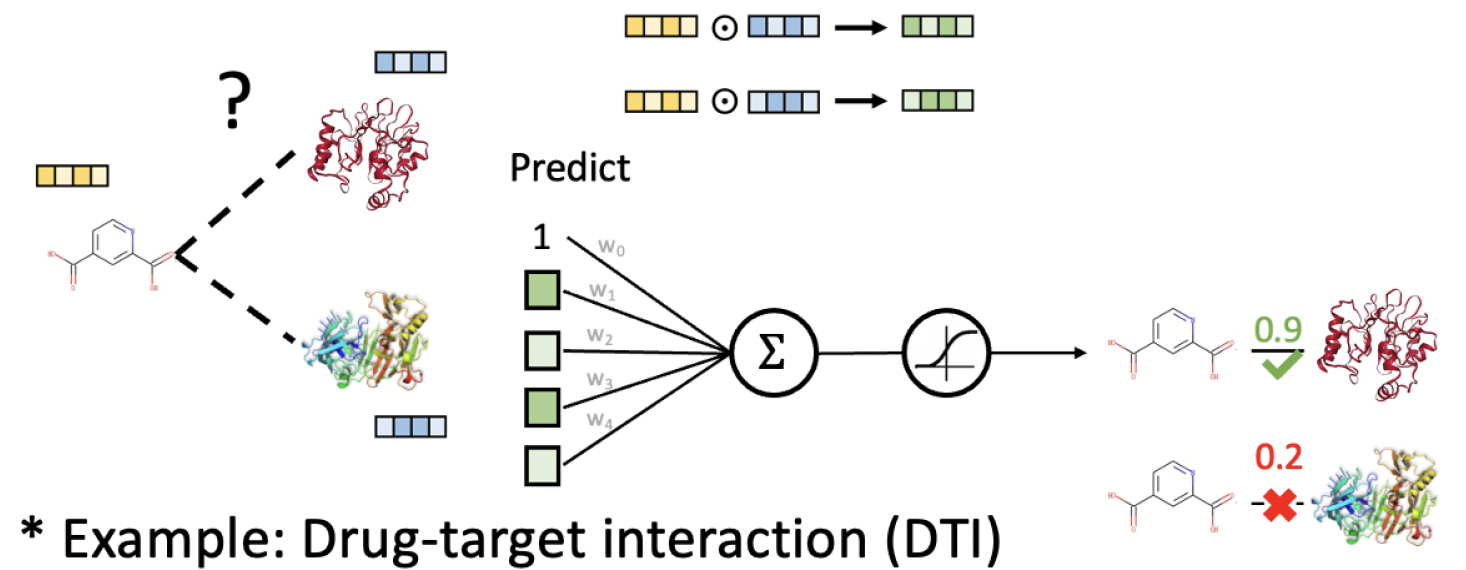 ?
Predict
1
w0
w1
w2
w3
w4
Σ
0.9
0.2
* Example: Drug-target interaction (DTI)